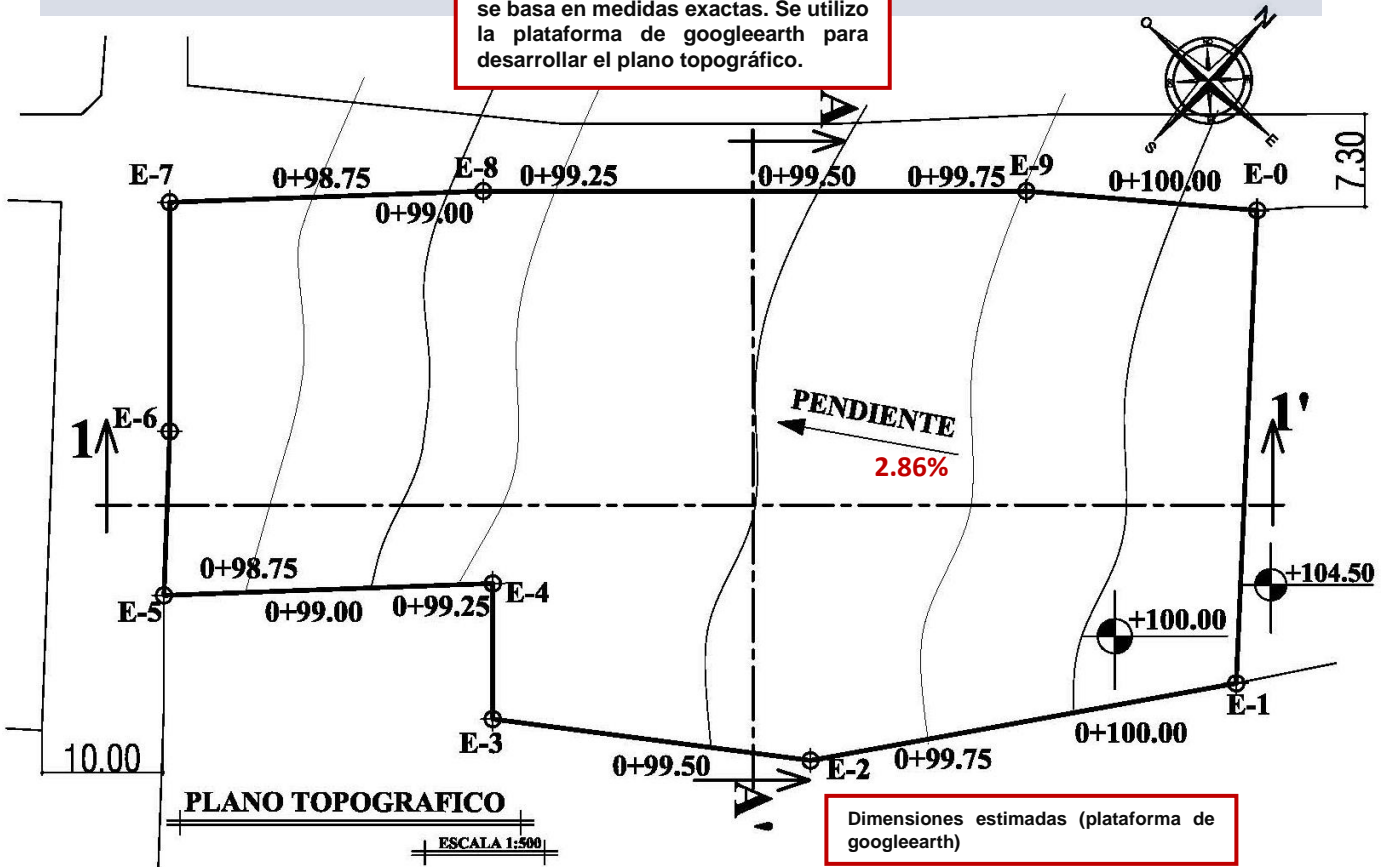 se basa en medidas exactas. Se utilizo
la plataforma de googleearth para
desarrollar el plano topográfico.
O
N
S
E
A
7.30
E-7
0+98.75
E-8
0+99.25
0+99.50
0+99.75
E-9
0+100.00
E-0
0+99.00
PENDIENTE
2.86%
E-6
1
1'
0+98.75
E-5
0+99.00
0+99.25
E-4
+104.50
+100.00
E-1
E-3
0+100.00
10.00
0+99.50
E-2
0+99.75
A'
PLANO TOPOGRAFICO
ESCALA 1:500
Dimensiones estimadas (plataforma de
googleearth)